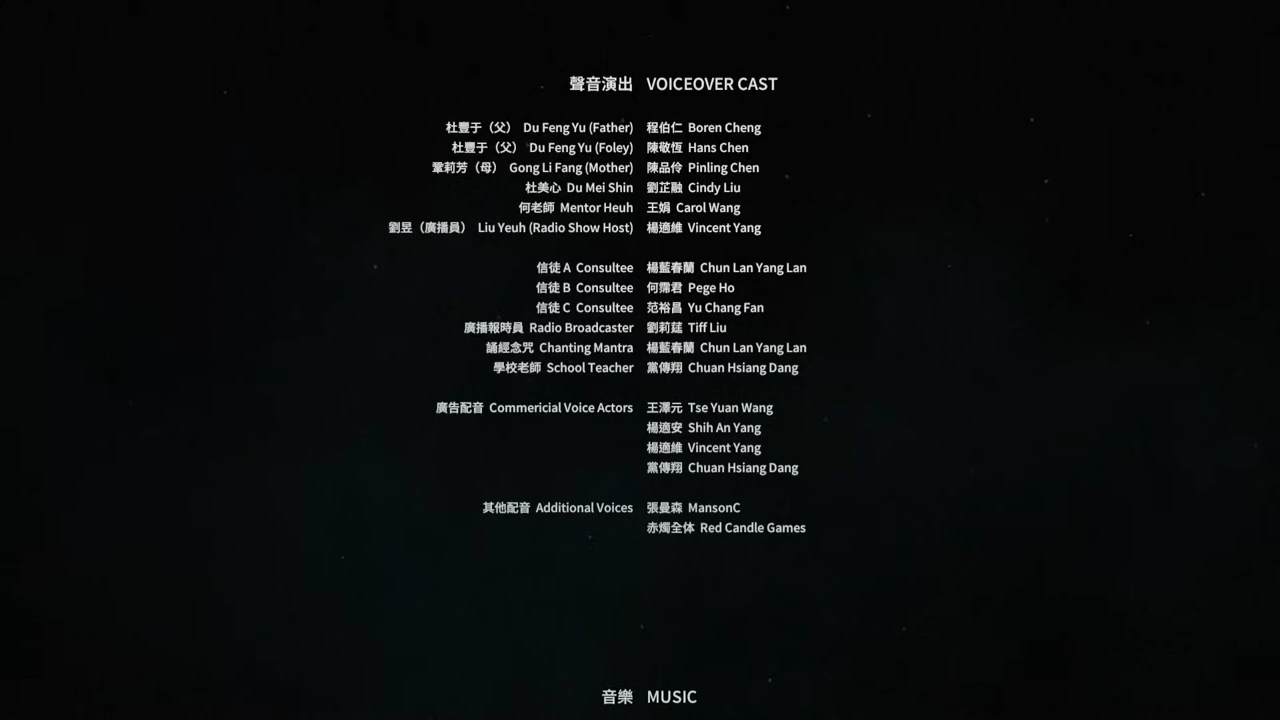 聲音演出 VOICEOVER CAST
杜豐于（父） Du Feng Yu (Father) 程伯仁 Boren Cheng
杜豐于（父） Du Feng Yu (Foley) 陳敬恆 Hans Chen
鞏莉芳（母） Gong Li Fang (Mother) 陳品伶 Pinling Chen
杜美心 Du Mei Shin 劉芷融 Cindy Liu
何老師 Mentor Heuh 王娟 Carol Wang
劉昱（廣播員） Liu Yeuh (Radio Show Host) 楊適維 Vincent Yang
信徒 A Consultee 楊藍春蘭 Chun Lan Yang Lan
信徒 B Consultee 何霈君 Pege Ho
信徒 C Consultee 范裕昌 Yu Chang Fan
廣播報時員 Radio Broadcaster 劉莉莛 Tiff Liu
誦經念咒 Chanting Mantra 楊藍春蘭 Chun Lan Yang Lan
學校老師 School Teacher 黨傳翔 Chuan Hsiang Dang
廣告配音 Commericial Voice Actors 王澤元 Tse Yuan Wang
楊適安 Shih An Yang
楊適維 Vincent Yang
黨傳翔 Chuan Hsiang Dang
其他配音 Additional Voices 張曼森 MansonC
赤燭全体 Red Candle Games
音樂 MUSIC